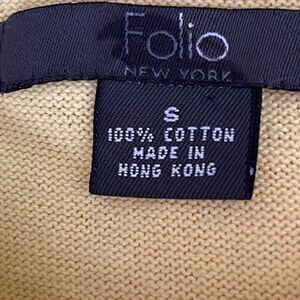 Folio
NEW YORK
S
100% COTTON
MADE IN
HONG KONG